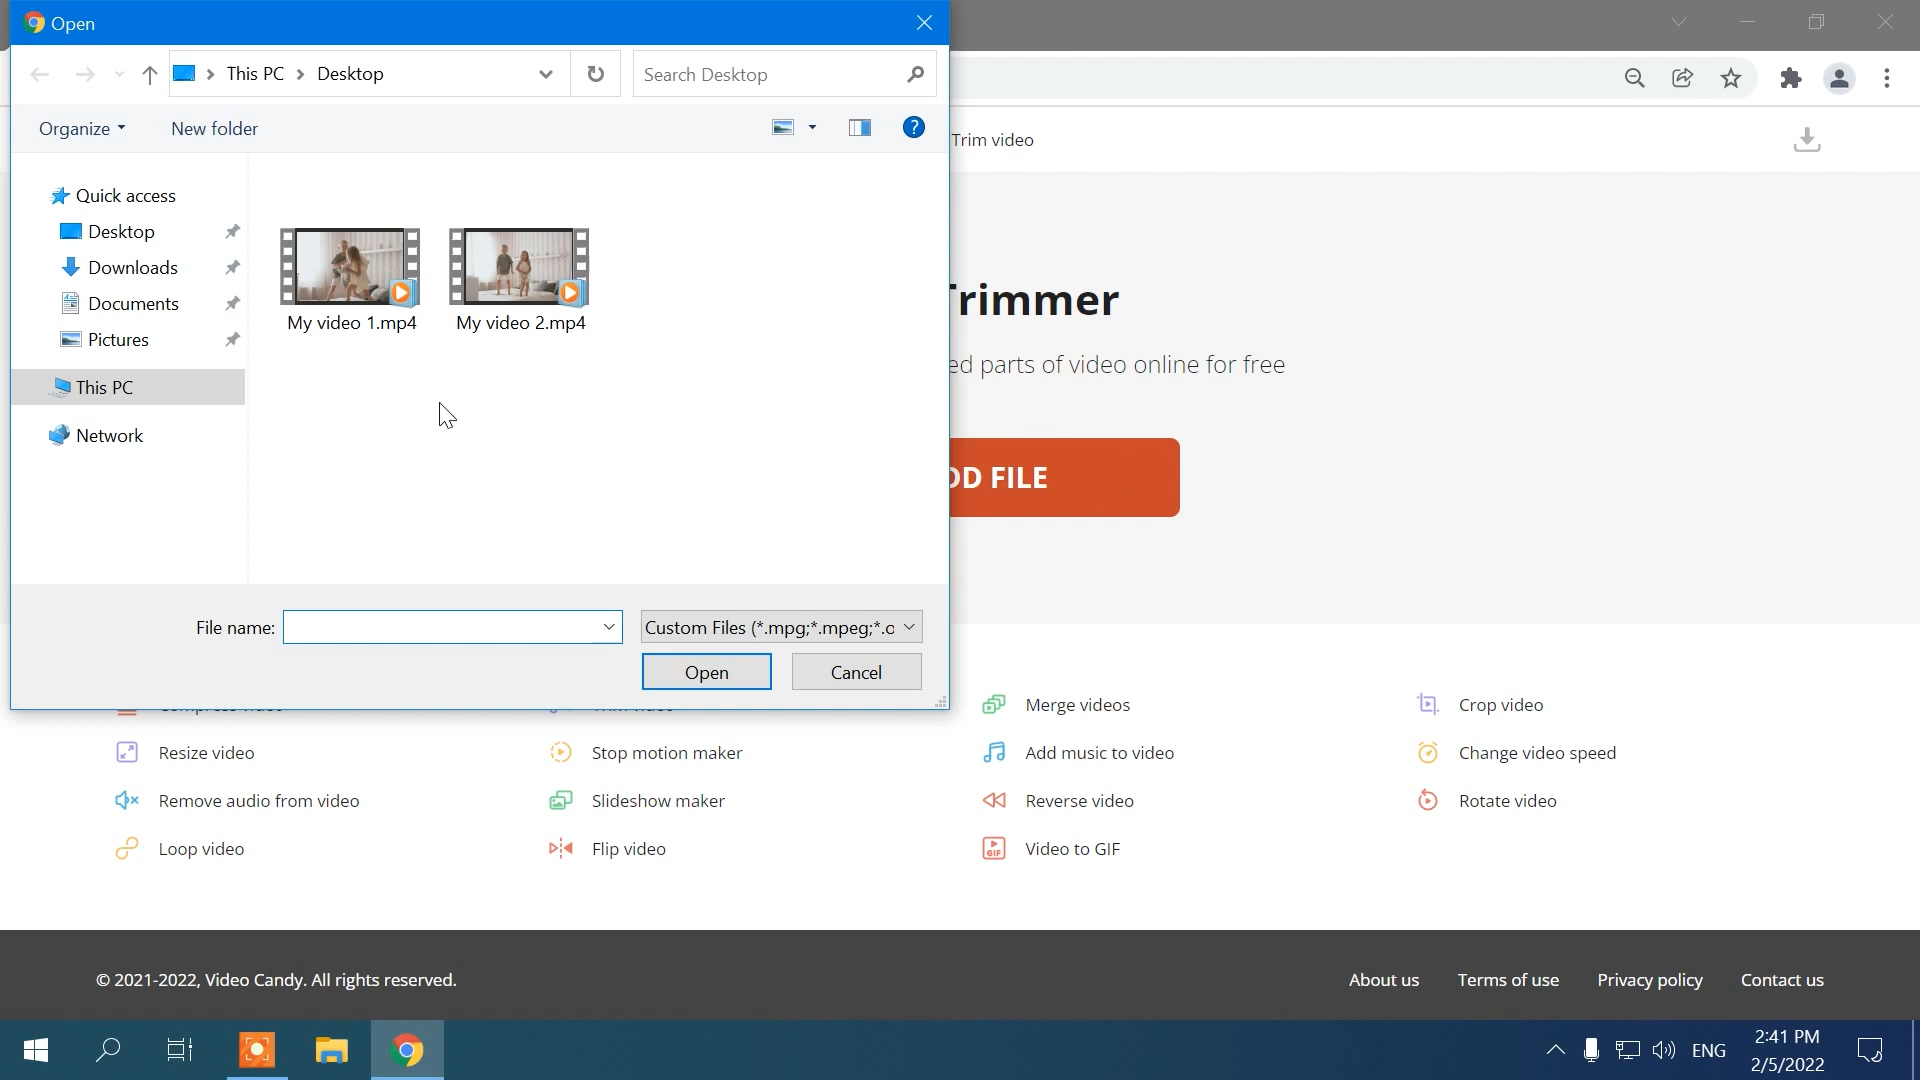 Open
This PC
Desktop
Search Desktop
Organize
New folder
?
Trim video
Quick access
Desktop
Downloads
Documents
Pictures
This PC
Network
My video 1.mp4
My video 2.mp4
Trimmer
ed parts of video online for free
DD FILE
File name:
Custom Files (*.mpg;*.mpeg;*.o
Open
Cancel
Merge videos
Crop video
Resize video
Stop motion maker
Add music to video
Change video speed
Remove audio from video
Slideshow maker
Reverse video
Rotate video
Loop video
Flip video
GIF
Video to GIF
© 2021-2022, Video Candy. All rights reserved.
About us
Terms of use
Privacy policy
Contact us
ENG
2:41 PM
2/5/2022